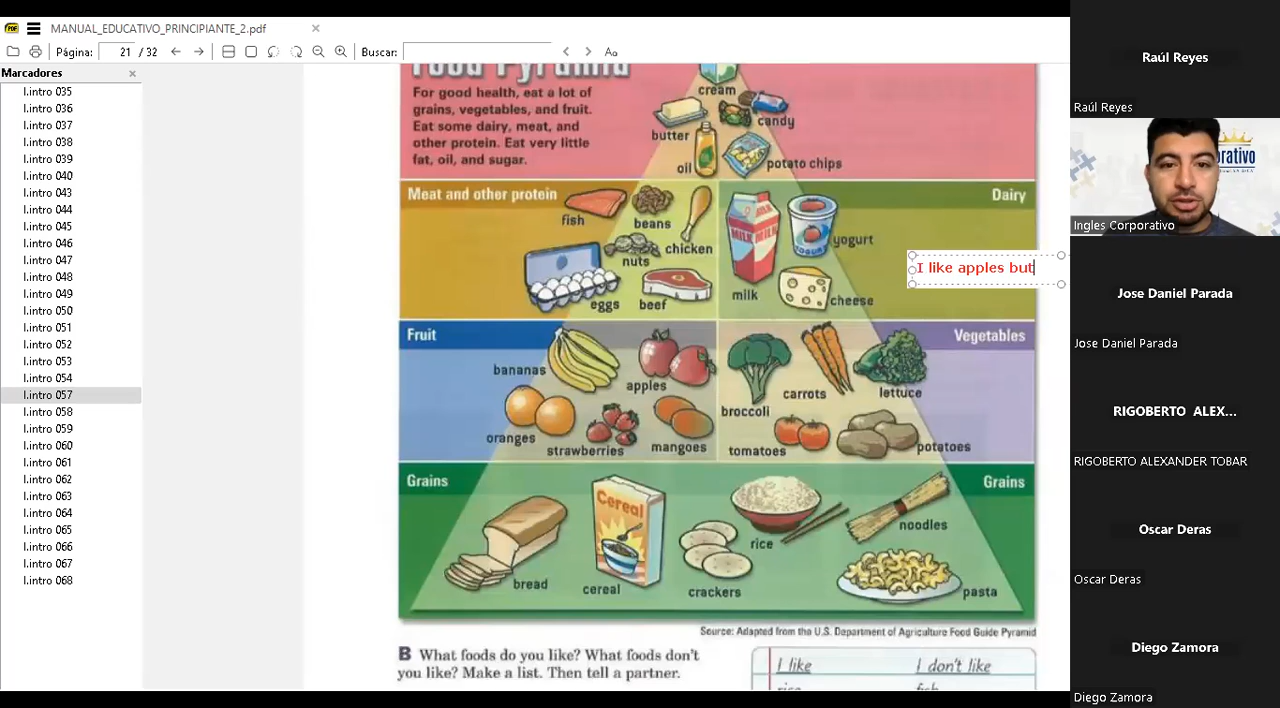 MANUAL_EDUCATIVO_PRINCIPIANTE_2.pdf
Página: 21 / 32
Buscar:
Aa
Marcadores
I.intro 035
I.intro 036
I.intro 037
I.intro 038
I.intro 039
I.intro 040
I.intro 043
I.intro 044
I.intro 045
I.intro 046
I.intro 047
I.intro 048
I.intro 049
I.intro 050
I.intro 051
I.intro 052
I.intro 053
I.intro 054
I.intro 057
I.intro 058
I.intro 059
I.intro 060
I.intro 061
I.intro 062
I.intro 063
I.intro 064
I.intro 065
I.intro 066
I.intro 067
I.intro 068
Food Pyramid
For good health, eat a lot of
grains, vegetables, and fruit.
Eat some dairy, meat, and
other protein. Eat very little
fat, oil, and sugar.
cream
butter
candy
oil
potato chips
Meat and other protein
Dairy
fish
beans
chicken
nuts
eggs
beef
MILK MILK
YOGURT
yogurt
milk
cheese
I like apples but
Fruit
Vegetables
bananas
apples
oranges
strawberries
mangoes
broccoli
carrots
lettuce
tomatoes
potatoes
Grains
Grains
Cereal
bread
cereal
crackers
rice
noodles
pasta
Source: Adapted from the U.S. Department of Agriculture Food Guide Pyramid
B What foods do you like? What foods don't
you like? Make a list. Then tell a partner.
I like I don't like
rice fish
Raúl Reyes
Raúl Reyes
Ingles Corporativo
Jose Daniel Parada
Jose Daniel Parada
RIGOBERTO ALEX...
RIGOBERTO ALEXANDER TOBAR
Oscar Deras
Oscar Deras
Diego Zamora
Diego Zamora